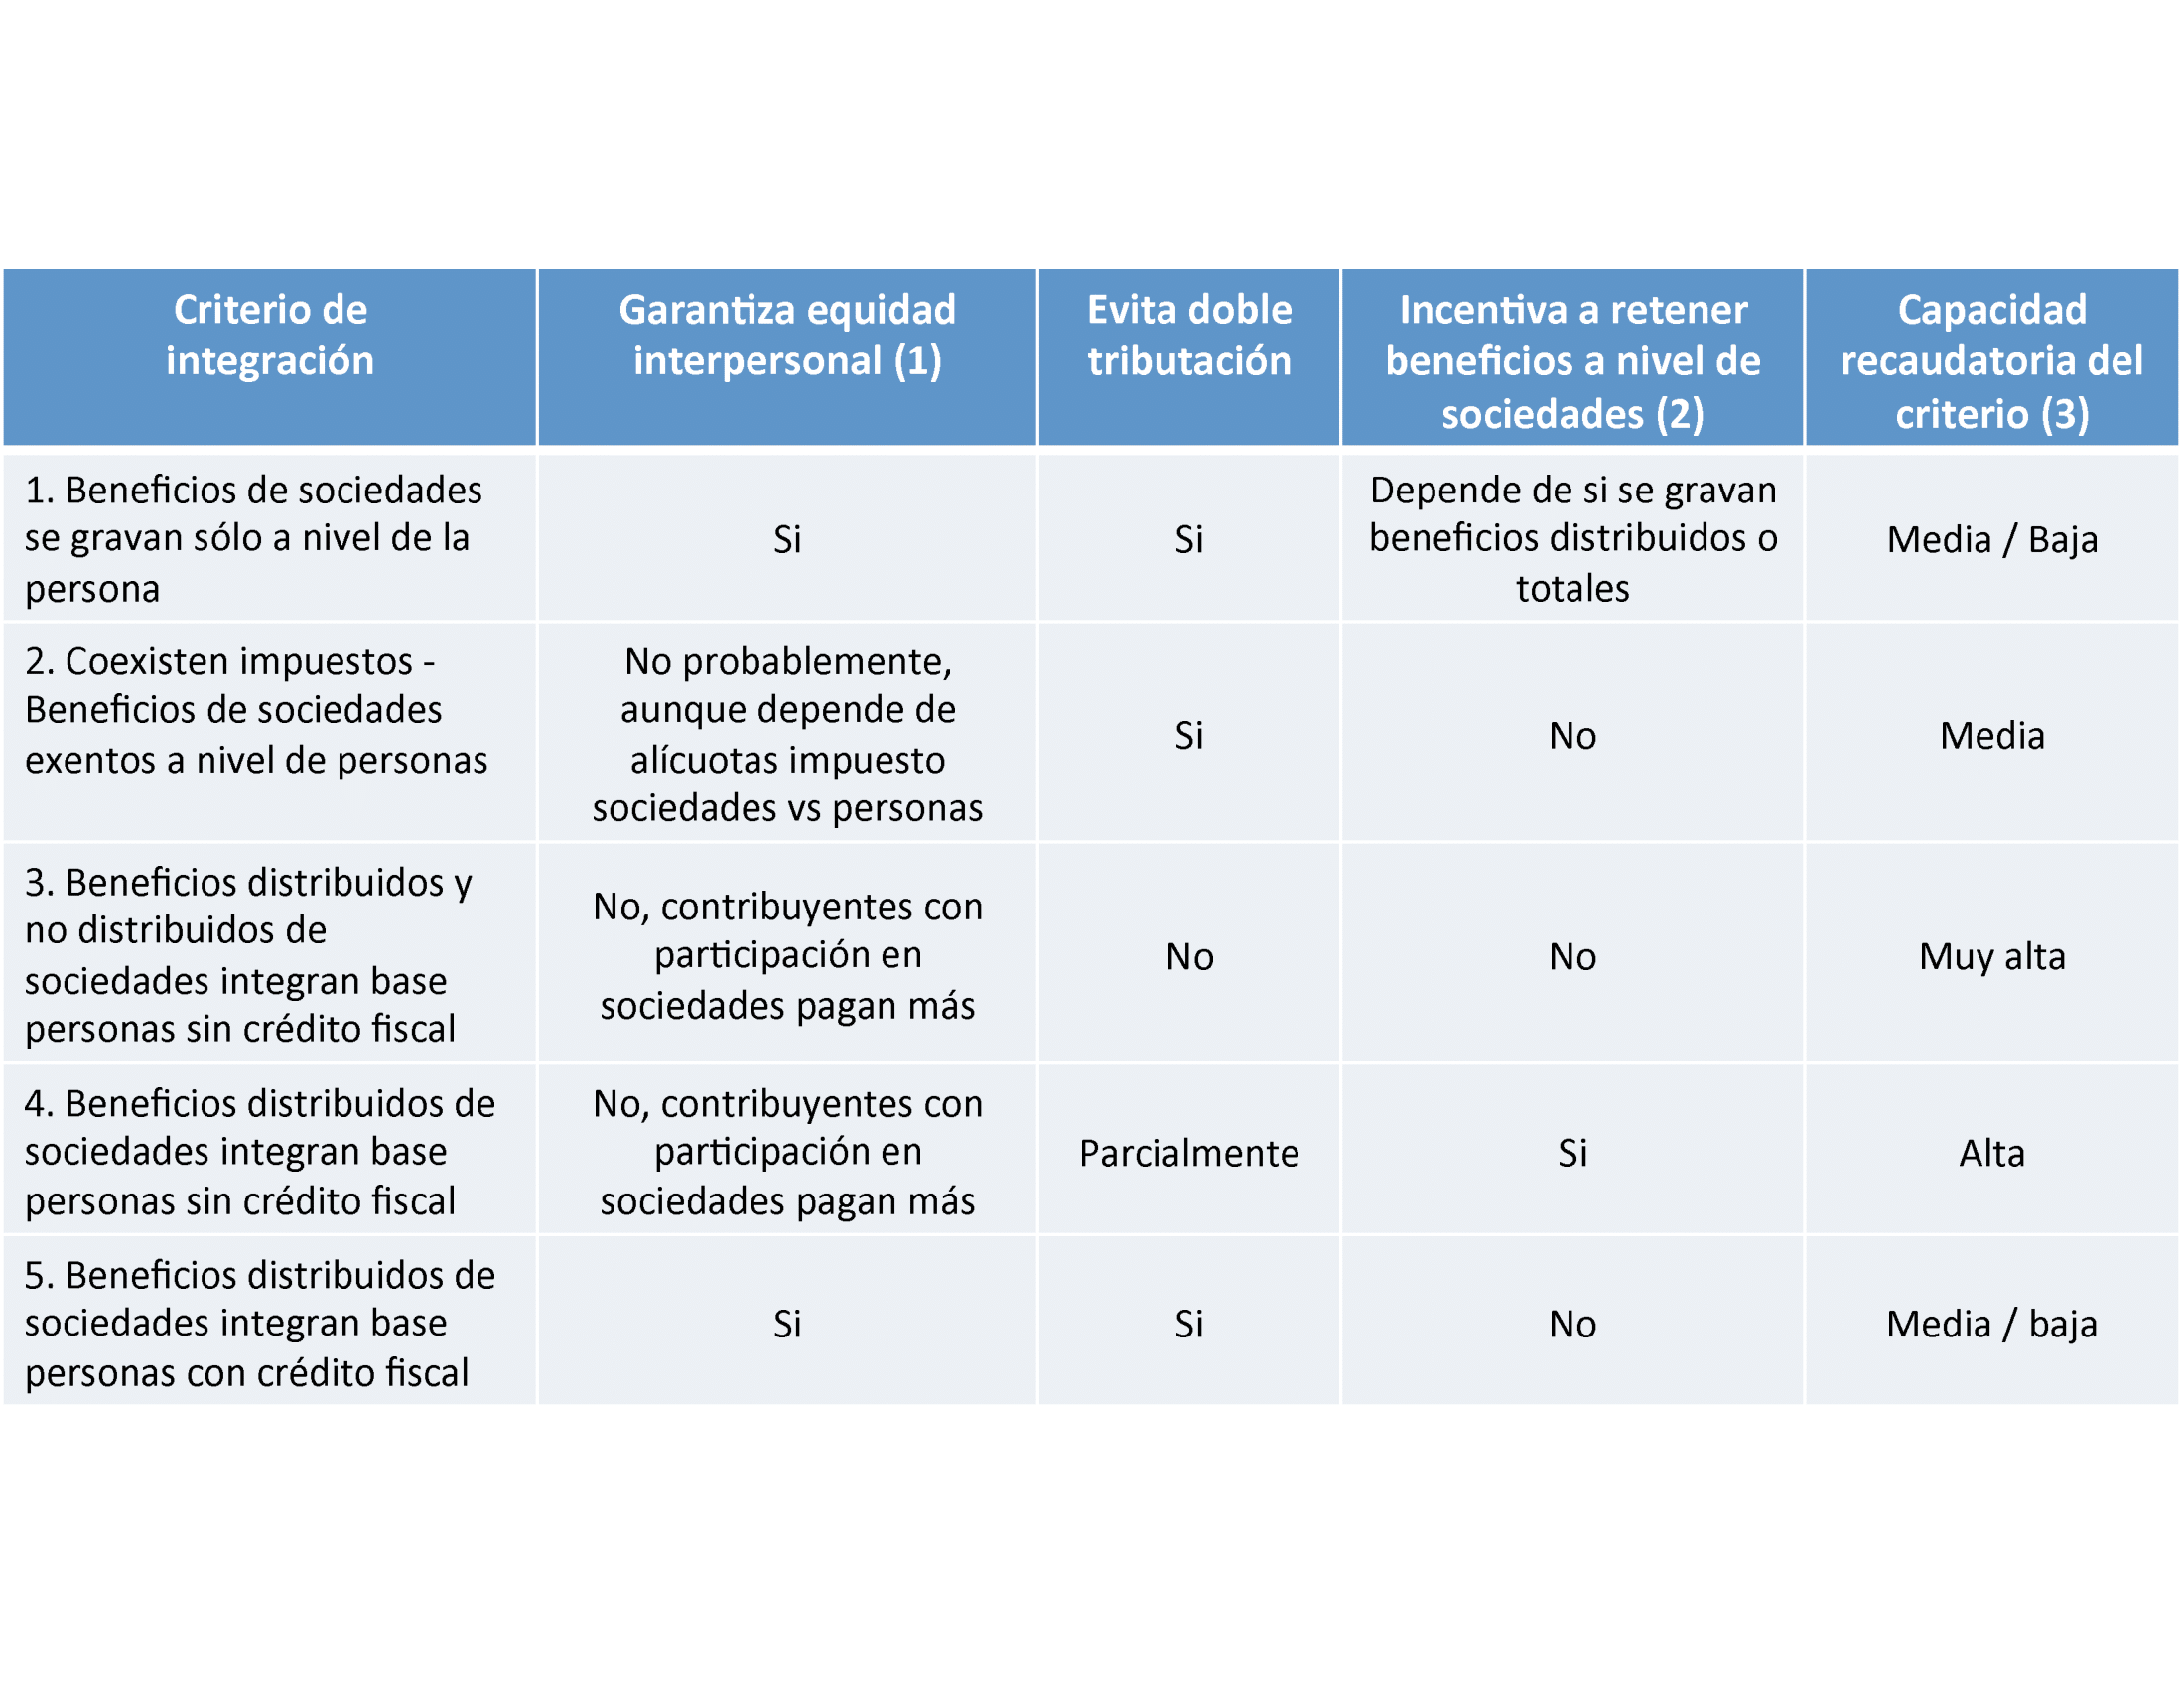 Criterio de
integración
Garantiza equidad
interpersonal (1)
Evita doble
tributación
Incentiva a retener
beneficios a nivel de
sociedades (2)
Capacidad
recaudatoria del
criterio (3)
1. Beneficios de sociedades
se gravan sólo a nivel de la
persona
Si
Si
Depende de si se gravan
beneficios distribuidos o
totales
Media / Baja
2. Coexisten impuestos -
Beneficios de sociedades
exentos a nivel de personas
No probablemente,
aunque depende de
alícuotas impuesto
sociedades vs personas
Si
No
Media
3. Beneficios distribuidos y
no distribuidos de
sociedades integran base
personas sin crédito fiscal
No, contribuyentes con
participación en
sociedades pagan más
No
No
Muy alta
4. Beneficios distribuidos de
sociedades integran base
personas sin crédito fiscal
No, contribuyentes con
participación en
sociedades pagan más
Parcialmente
Si
Alta
5. Beneficios distribuidos de
sociedades integran base
personas con crédito fiscal
Si
Si
No
Media / baja